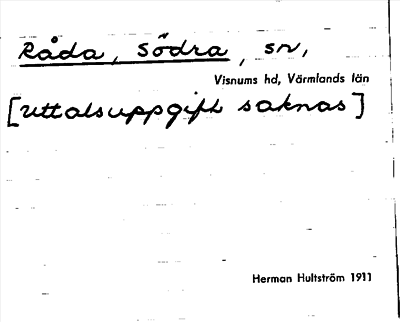 Råda, Södra, sn,
Visnums hd, Värmlands län
[uttalsuppgift saknas]
Herman Hultström 1911